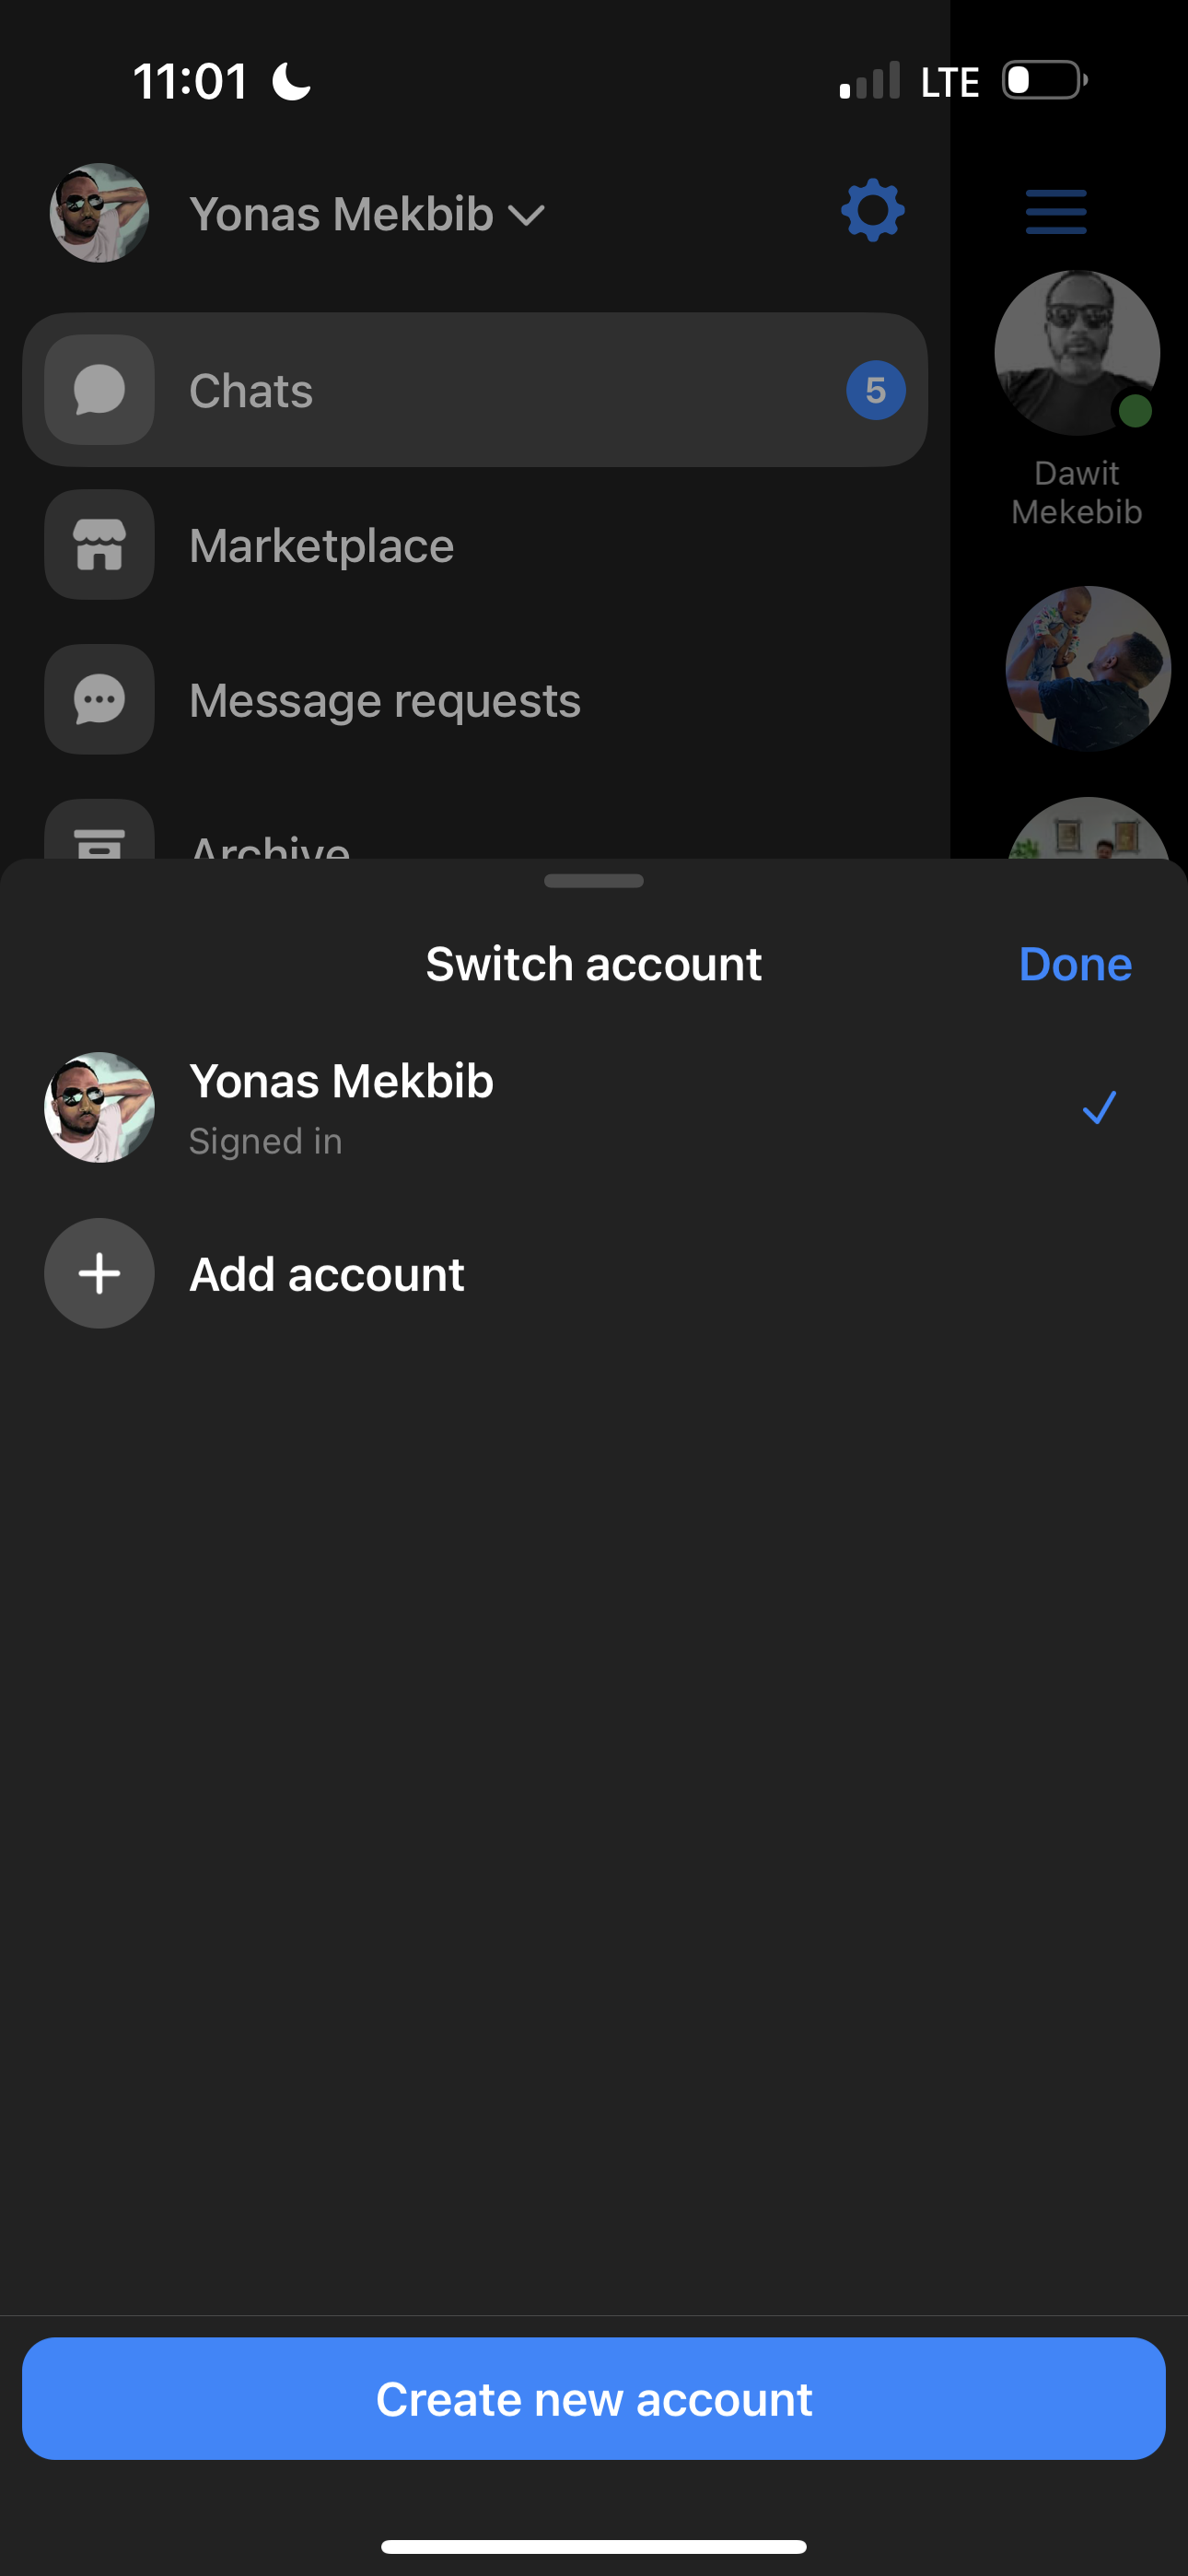 11:01
LTE
Yonas Mekbib
Chats
5
Marketplace
Message requests
Archive
Dawit
Mekebib
Switch account
Done
Yonas Mekbib
Signed in
Add account
Create new account